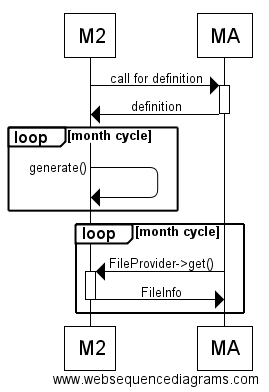 M2 MA
call for definition
definition
loop [month cycle]
generate()
loop [month cycle]
FileProvider->get()
FileInfo
M2 MA
www.websequencediagrams.com